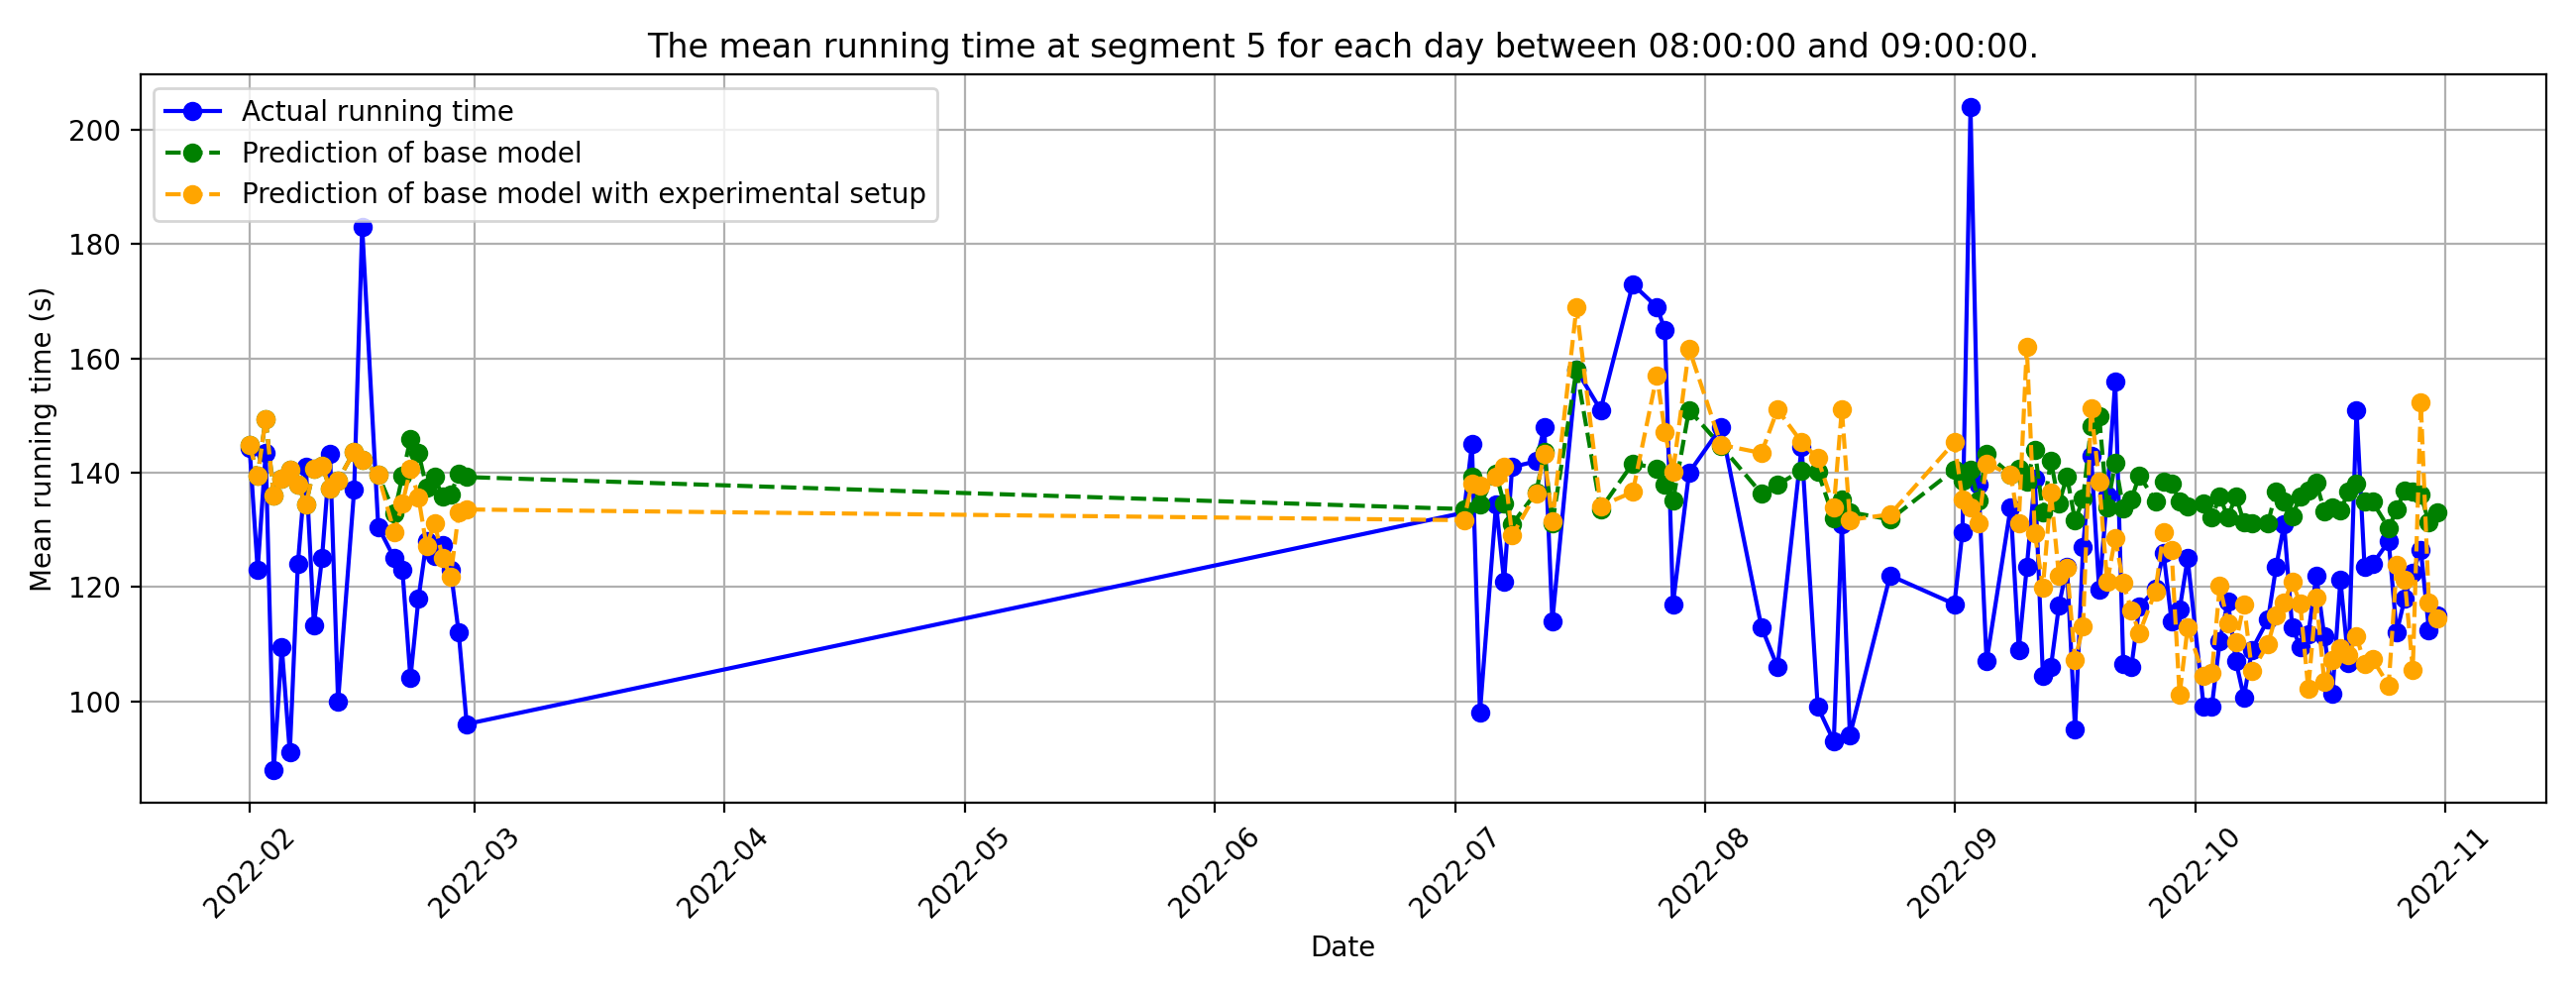 The mean running time at segment 5 for each day between 08:00:00 and 09:00:00.
Actual running time
Prediction of base model
Prediction of base model with experimental setup
Mean running time (s)
200
180
160
140
120
100
2022-02
2022-03
2022-04
2022-05
2022-06
2022-07
2022-08
2022-09
2022-10
2022-11
Date